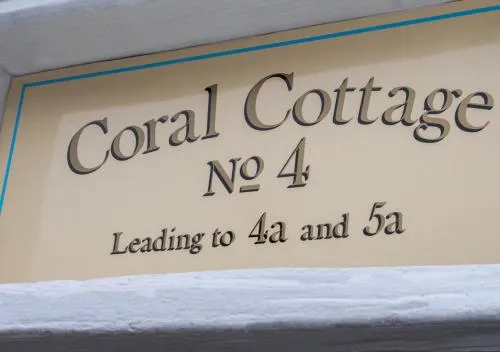 Coral Cottage
Nº 4
Leading to 4a and 5a